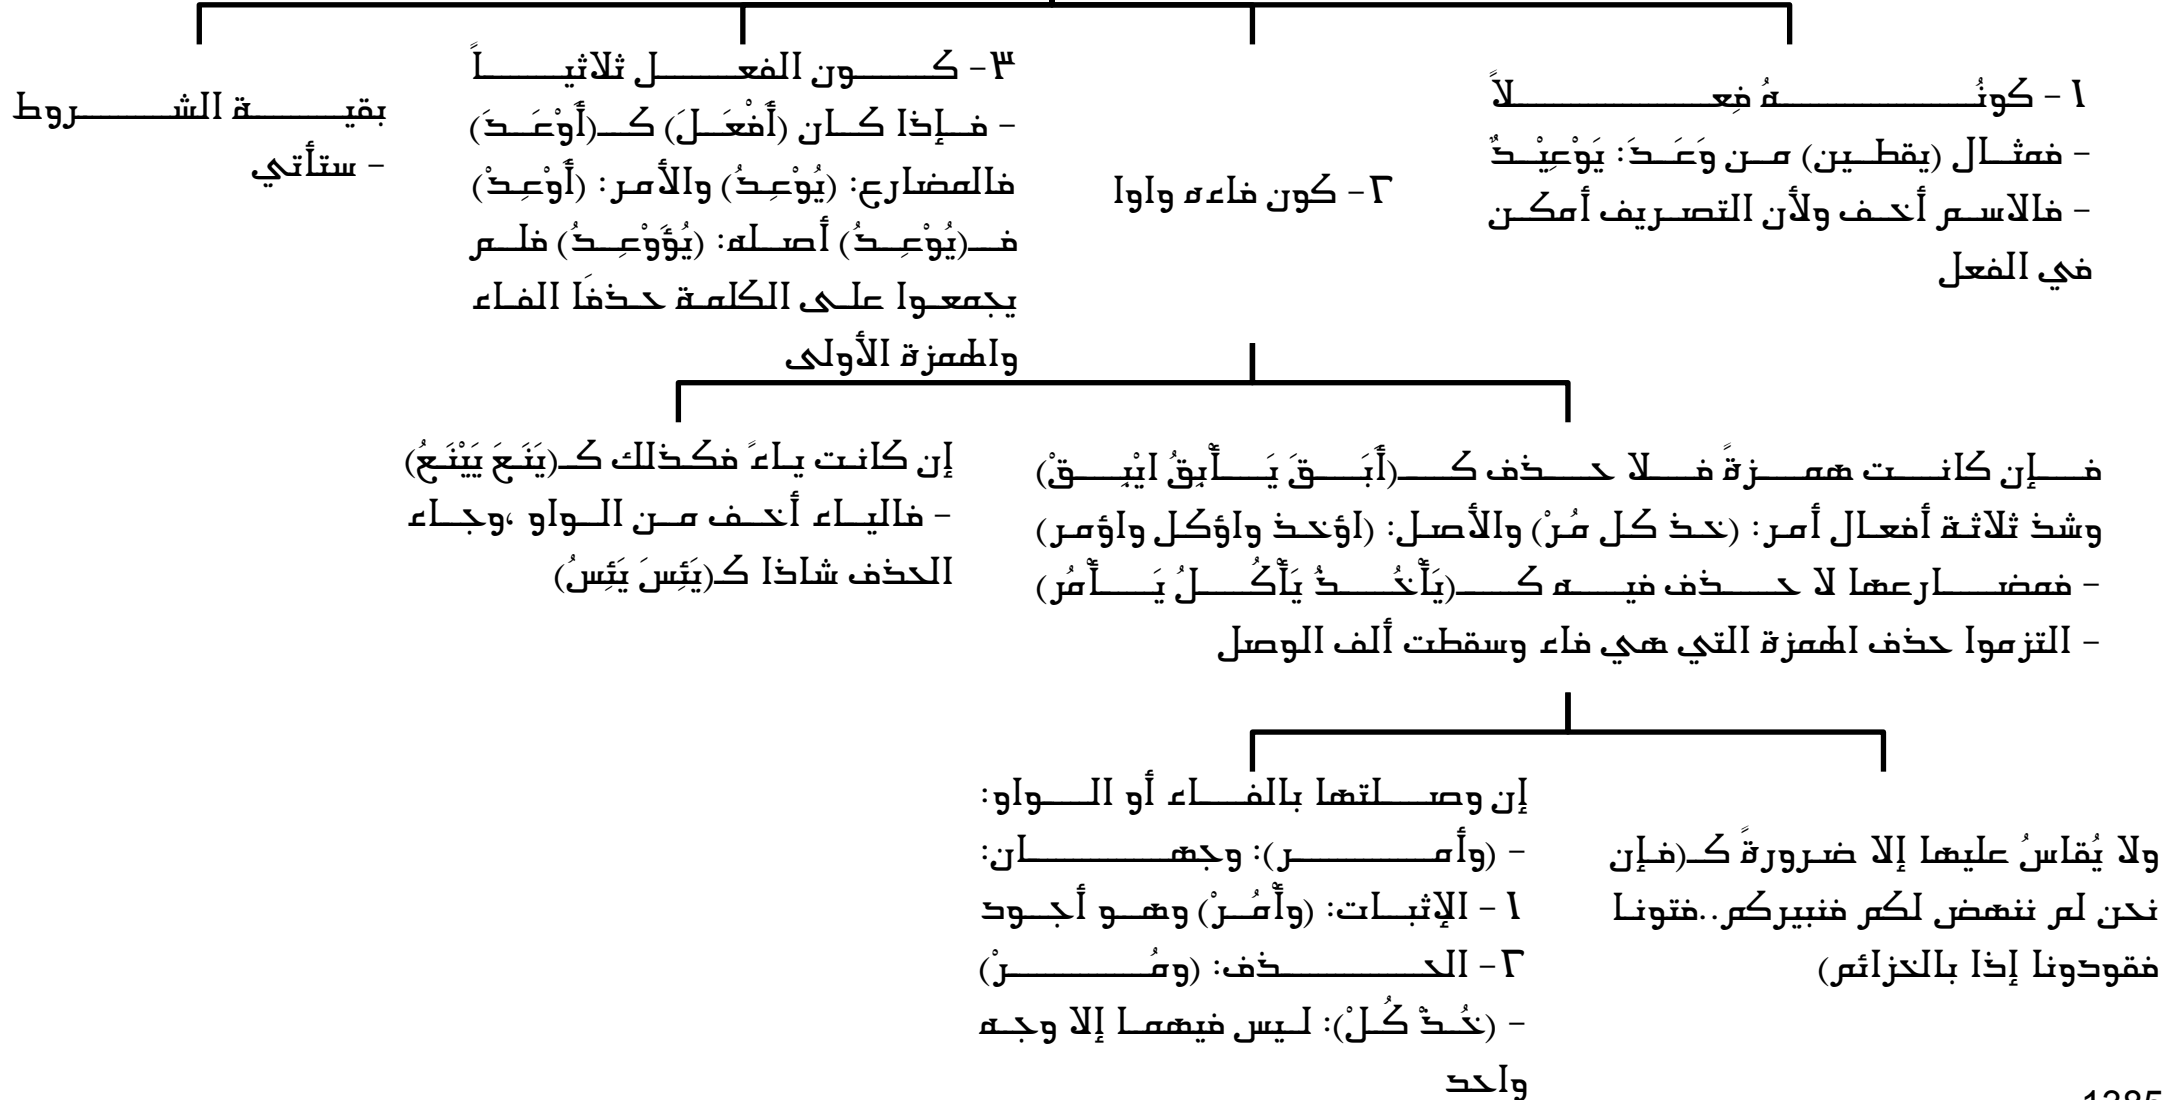 ١- كونُهُ فِعلاً
- فمثال (يقطين) من وَعَدَ: يَوْعِيْدٌ
- فالاسم أخف ولأن التصريف أمكن
في الفعل
٢- كون فاءه واوا
٣- كون الفعل ثلاثياً
- فإذا كان (أَفْعَلَ) كـ(أَوْعَدَ)
فالمضارع: (يُوْعِدُ) والأمر: (أَوْعِدْ)
فـ(يُوْعِدُ) أصله: (يُؤَوْعِدُ) فلم
يجمعوا على الكلمة حذفَا الفاء
والهمزة الأولى
بقية الشروط
- ستأتي
فإن كانت همزةً فلا حذف كـ(أَبَقَ يَأْبِقُ ايْبِقْ)
وشذ ثلاثة أفعال أمر: (خذ كل مُرْ) والأصل: (اؤخذ واؤكل واؤمر)
- فمضارعها لا حذف فيه كـ(يَأْخُذُ يَأْكُلُ يَأْمُر)
- التزموا حذف الهمزة التي هي فاء وسقطت ألف الوصل
إن كانت ياءً فكذلك كـ(يَنَعَ يَيْنَعُ)
- فالياء أخف من الواو ،وجاء
الحذف شاذا كـ(يَئِسَ يَئِسُ)
ولا يُقاسُ عليها إلا ضرورةً كـ(فإن
نحن لم ننهض لكم فنبيركم..فتونا
فقودونا إذا بالخزائم)
إن وصلتها بالفاء أو الواو:
- (وأمر): وجهان:
١- الإثبات: (وأْمُرْ) وهو أجود
٢- الحذف: (ومُرْ)
- (خُذْ كُلْ): ليس فيهما إلا وجه
واحد
1285